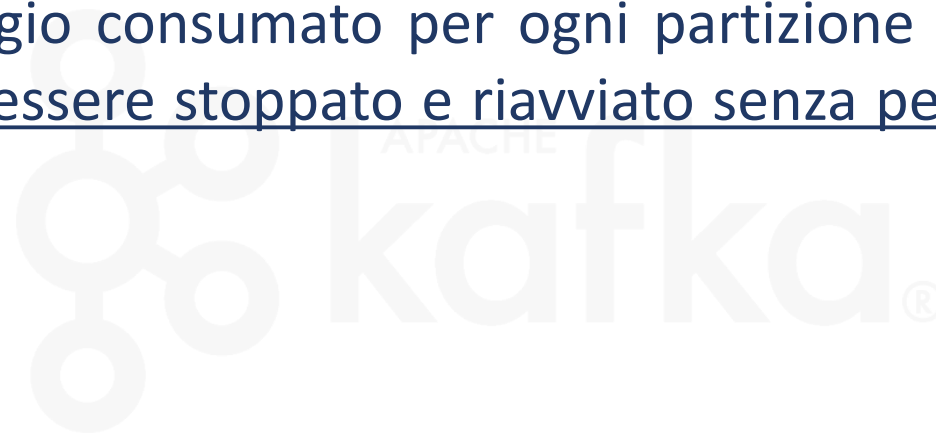 gio consumato per ogni partizione
essere stoppato e riavviato senza pe
APACHE
kafka®